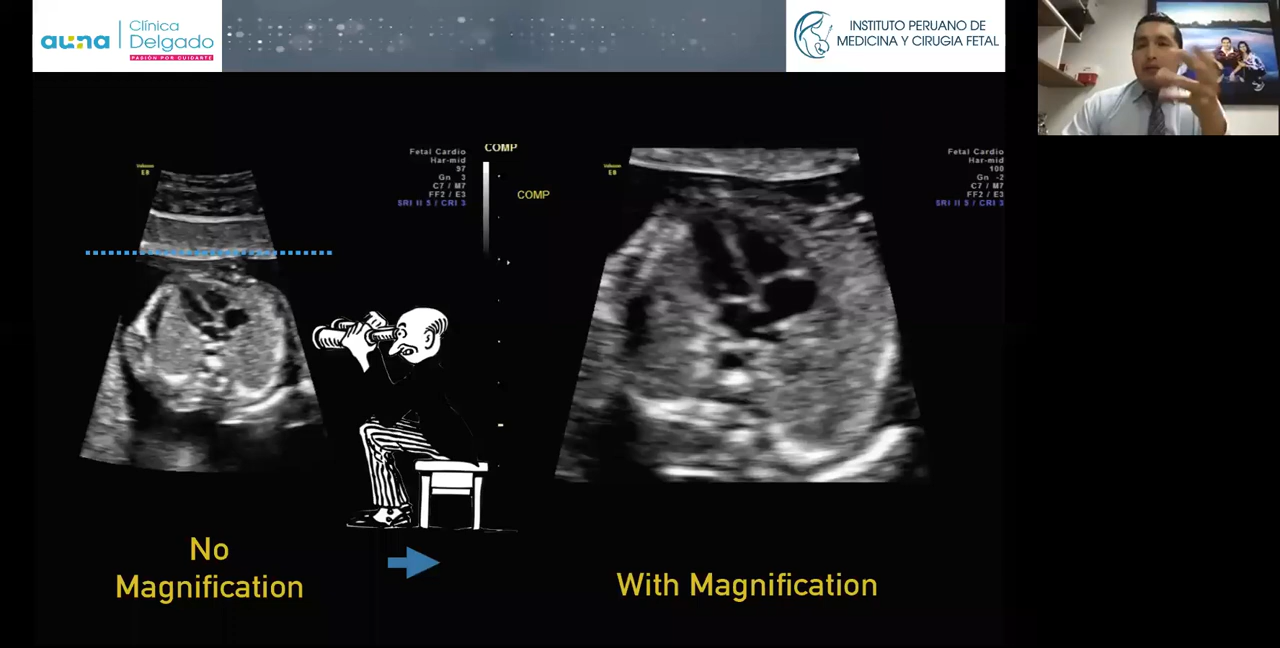 auna
Clínica
Delgado
PASIÓN POR CUIDARTE
INSTITUTO PERUANO DE
MEDICINA Y CIRUGIA FETAL
Fetal Cardio
Har-mid
97
Gn 3
C7 / M7
FF2 / E3
SRI II 5 / CRI 3
COMP
COMP
Fetal Cardio
Har-mid
100
Gn -2
C7 / M7
FF2 / E3
SRI II 5 / CRI 3
No
Magnification
With Magnification